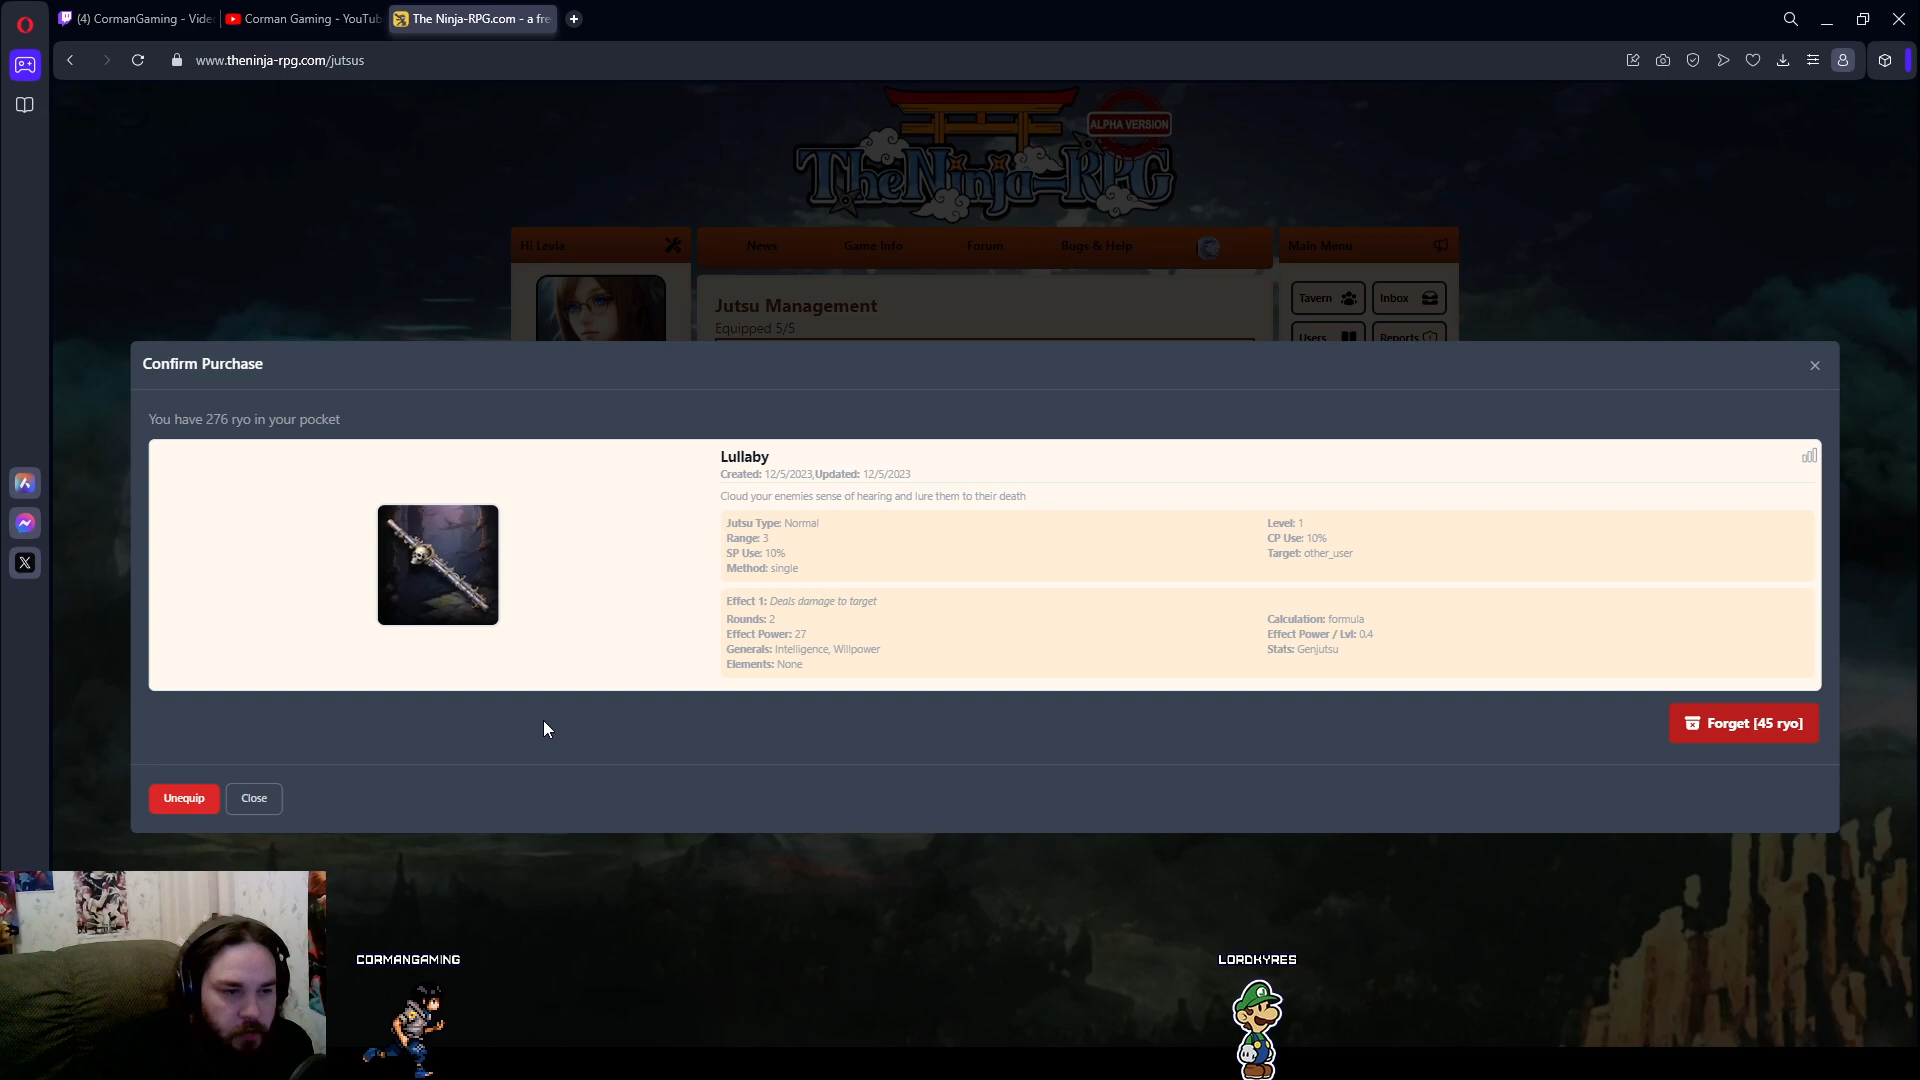 (4) CormanGaming - Vide
Corman Gaming - YouTub
The Ninja-RPG.com - a fre
www.theninja-rpg.com/jutsus
ALPHA VERSION
TheNinja-RPG
Hi Levia
News
Game Info
Forum
Bugs & Help
Main Menu
Jutsu Management
Equipped 5/5
Tavern
Inbox
Users
Reports
Confirm Purchase
You have 276 ryo in your pocket
Lullaby
Created: 12/5/2023,Updated: 12/5/2023
Cloud your enemies sense of hearing and lure them to their death
Jutsu Type: Normal
Level: 1
Range: 3
CP Use: 10%
SP Use: 10%
Target: other_user
Method: single
Effect 1: Deals damage to target
Rounds: 2
Calculation: formula
Effect Power: 27
Effect Power / Lvl: 0.4
Generals: Intelligence, Willpower
Stats: Genjutsu
Elements: None
Forget [45 ryo]
Unequip
Close
CORMANGAMING
LORDKYRES